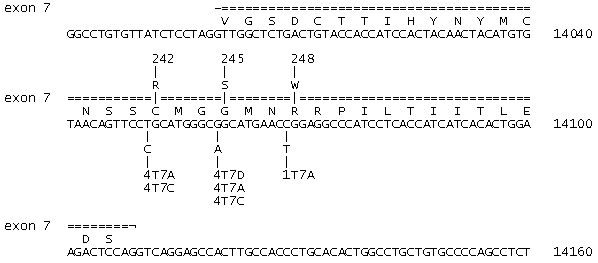 exon 7 ¬==================================
V G S D C T T I H Y N Y M C
GGCCTGTGTTATCTCCTAGGTTGGCTCTGACTGTACCACCATCCACTACAACTACATGTG 14040
242 245 248
| | |
R S W
exon 7 =====================================================
N S S C M G G M N R R P I L T I I T L E
TAACAGTTCCTGCATGGGCGGCATGAACCGGAGGCCCATCCTCACCATCATCACACTGGA 14100
| | |
C A T
| | |
4T7A 4T7D 1T7A
4T7C 4T7A
4T7C
exon 7 =======¬
D S
AGACTCCAGGTCAGGAGCCACTTGCCACCCTGCACACTGGCCTGCTGTGCCCCAGCCTCT 14160